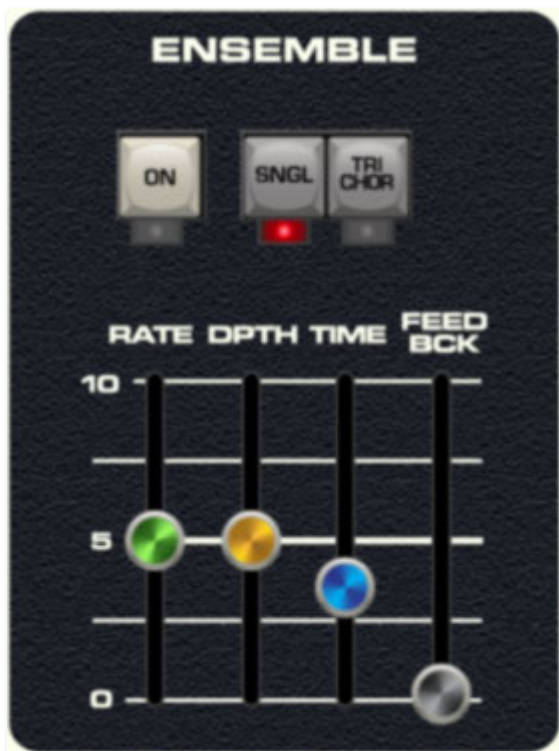 ENSEMBLE
ON
SNGL
TRI
CHOR
RATE DPTH TIME FEED
BCK
10
5
0